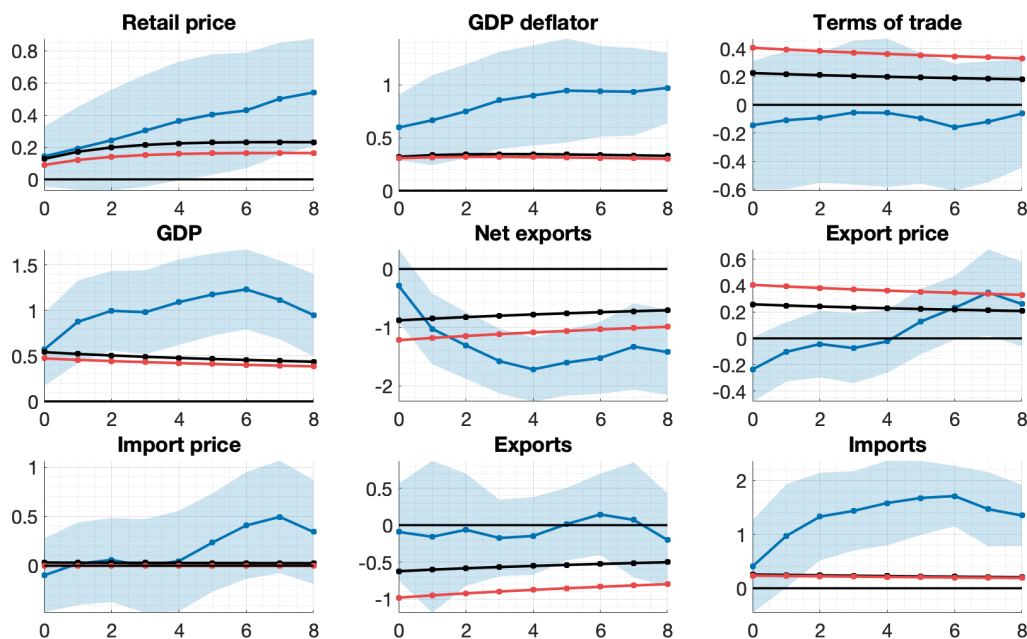 Retail price
GDP deflator
Terms of trade
0.8
0.6
0.4
0.2
0
1
0.5
0
0.4
0.2
0
-0.2
-0.4
-0.6
0 2 4 6 8
0 2 4 6 8
0 2 4 6 8
GDP
Net exports
Export price
1.5
1
0.5
0
0
-1
-2
0.6
0.4
0.2
0
-0.2
-0.4
0 2 4 6 8
0 2 4 6 8
0 2 4 6 8
Import price
Exports
Imports
1
0.5
0
0.5
0
-0.5
-1
2
1
0
0 2 4 6 8
0 2 4 6 8
0 2 4 6 8